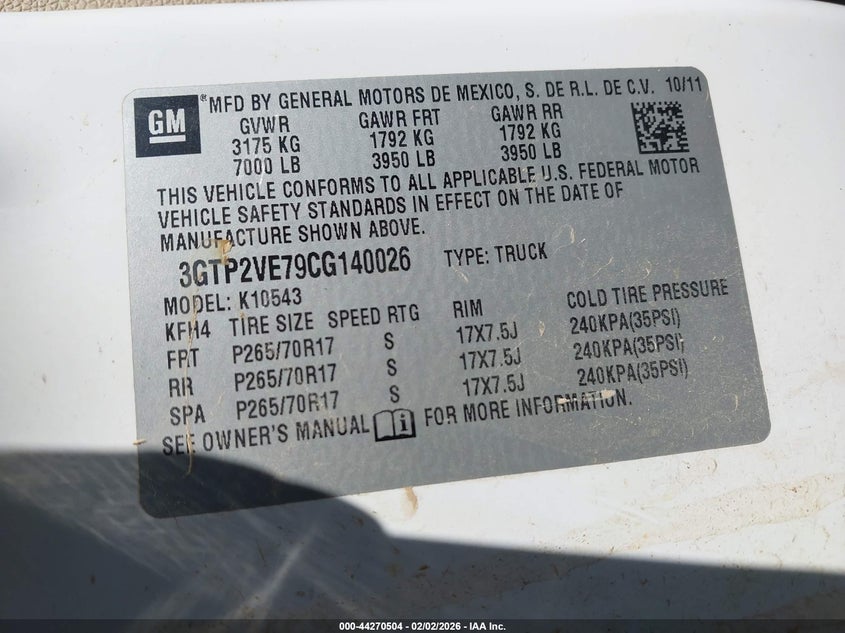 GM
® MFD BY GENERAL MOTORS DE MEXICO, S. DE R.L. DE C.V. 10/11
GVWR GAWR FRT GAWR RR
3175 KG 1792 KG 1792 KG
7000 LB 3950 LB 3950 LB
THIS VEHICLE CONFORMS TO ALL APPLICABLE U.S. FEDERAL MOTOR
VEHICLE SAFETY STANDARDS IN EFFECT ON THE DATE OF
MANUFACTURE SHOWN ABOVE.
3GTP2VE79CG140026 TYPE: TRUCK
MODEL: K10543
KFH4 TIRE SIZE SPEED RTG RIM COLD TIRE PRESSURE
FRT P265/70R17 S 17X7.5J 240KPA(35PSI)
RR P265/70R17 S 17X7.5J 240KPA(35PSI)
SPA P265/70R17 S 17X7.5J 240KPA(35PSI)
SEE OWNER'S MANUAL i FOR MORE INFORMATION.
000-44270504 - 02/02/2026 - IAA Inc.